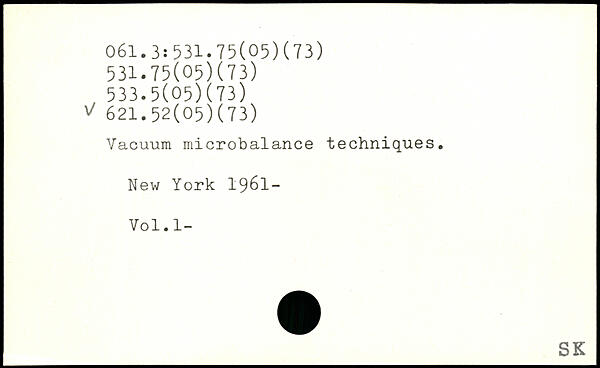 061.3:531.75(05)(73)
531.75(05)(73)
533.5(05)(73)
√ 621.52(05)(73)
Vacuum microbalance techniques.
New York 1961-
Vol.1-
SK